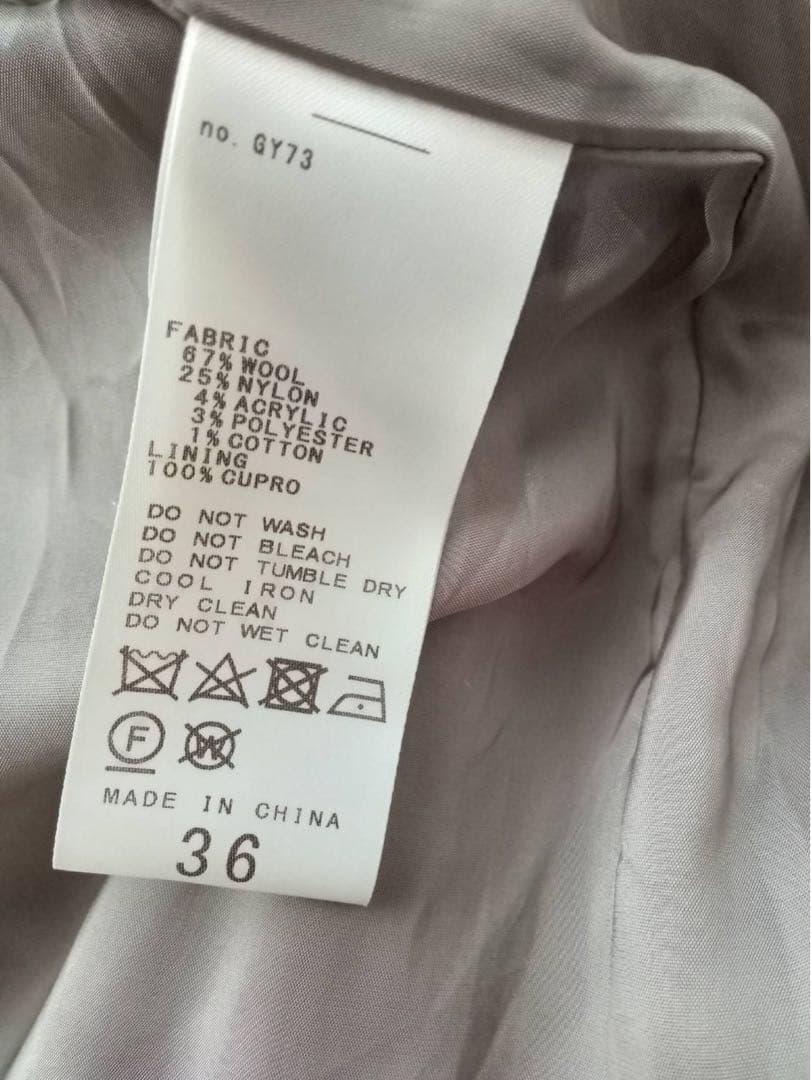 no. GY73
FABRIC
67% WOOL
25% NYLON
4% ACRYLIC
3% POLYESTER
1% COTTON
LINING
100% CUPRO
DO NOT WASH
DO NOT BLEACH
DO NOT TUMBLE DRY
COOL IRON
DRY CLEAN
DO NOT WET CLEAN
F W
MADE IN CHINA
36